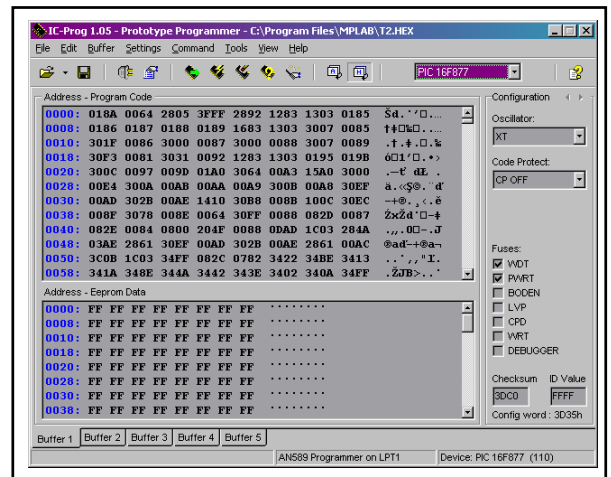 IC-Prog 1.05 - Prototype Programmer - C:\Program Files\MPLAB\T2.HEX
File Edit Buffer Settings Command Tools View Help
PIC 16F877
Address - Program Code
0000: 018A 0064 2805 3FFF 2892 1283 1303 0185
0008: 0186 0187 0188 0189 1683 1303 3007 0085
0010: 301F 0086 3000 0087 3000 0088 3007 0089
0018: 30F3 0081 3031 0092 1283 1303 0195 019B
0020: 300C 0097 009D 01A0 3064 00A3 15A0 3000
0028: 00E4 300A 00AB 00AA 00A9 300B 00A8 30EF
0030: 00AD 302B 00AE 1410 30B8 008B 100C 30EC
0038: 008F 3078 008E 0064 30FF 0088 082D 0087
0040: 082E 0084 0800 204F 0088 0DAD 1C03 284A
0048: 03AE 2861 30EF 00AD 302B 00AE 2861 00AC
0050: 3C0B 1C03 34FF 082C 0782 3422 34BE 3413
0058: 341A 348E 344A 3442 343E 3402 340A 34FF
Address - Eeprom Data
0000: FF FF FF FF FF FF FF FF ........
0008: FF FF FF FF FF FF FF FF ........
0010: FF FF FF FF FF FF FF FF ........
0018: FF FF FF FF FF FF FF FF ........
0020: FF FF FF FF FF FF FF FF ........
0028: FF FF FF FF FF FF FF FF ........
0030: FF FF FF FF FF FF FF FF ........
0038: FF FF FF FF FF FF FF FF
Configuration
Oscillator:
XT
Code Protect:
CP OFF
Fuses:
WDT
PWRT
BODEN
LVP
CPD
WRT
DEBUGGER
Checksum ID Value
3DC0 FFFF
Config word : 3D35h
Buffer 1 Buffer 2 Buffer 3 Buffer 4 Buffer 5
AN589 Programmer on LPT1 Device: PIC 16F877 (110)